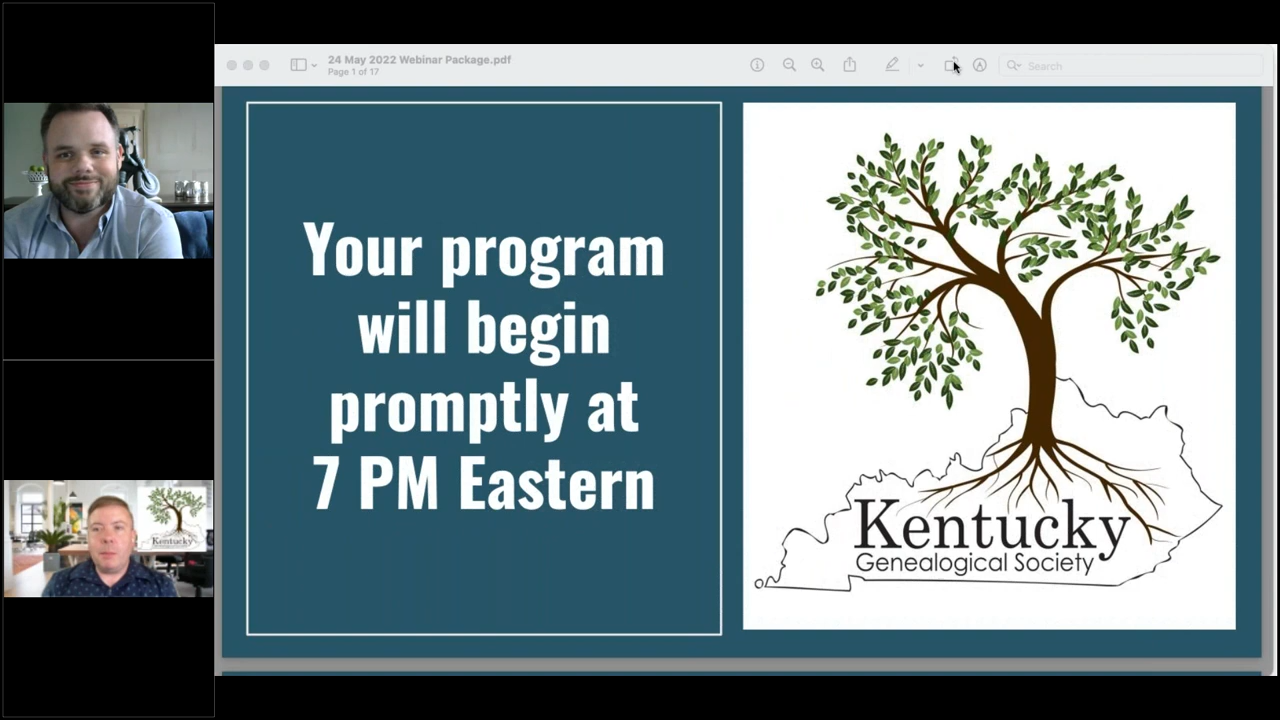 24 May 2022 Webinar Package.pdf
Page 1 of 17
Search
Your program
will begin
promptly at
7 PM Eastern
Kentucky
Genealogical Society
Kentucky